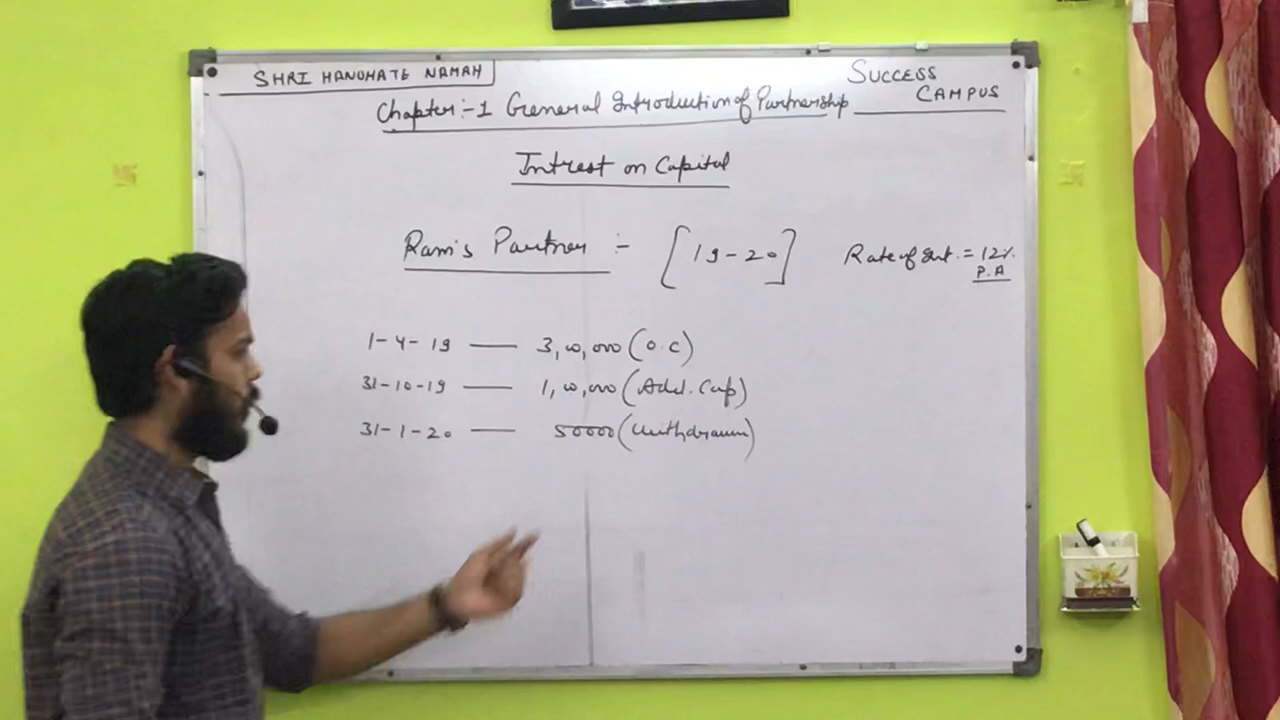 SHRI HANUMATE NAMAH
SUCCESS
CAMPUS
Chapter:-1 General Introduction of Partnership
Intrest on Capital
Ram's Partner :- [19-20] Rate of Int. = 12%
P.A
1-4-19 — 3,00,000 (O.C)
31-10-19 — 1,00,000 (Add. Cap)
31-1-20 — 50000 (Withdrawn)